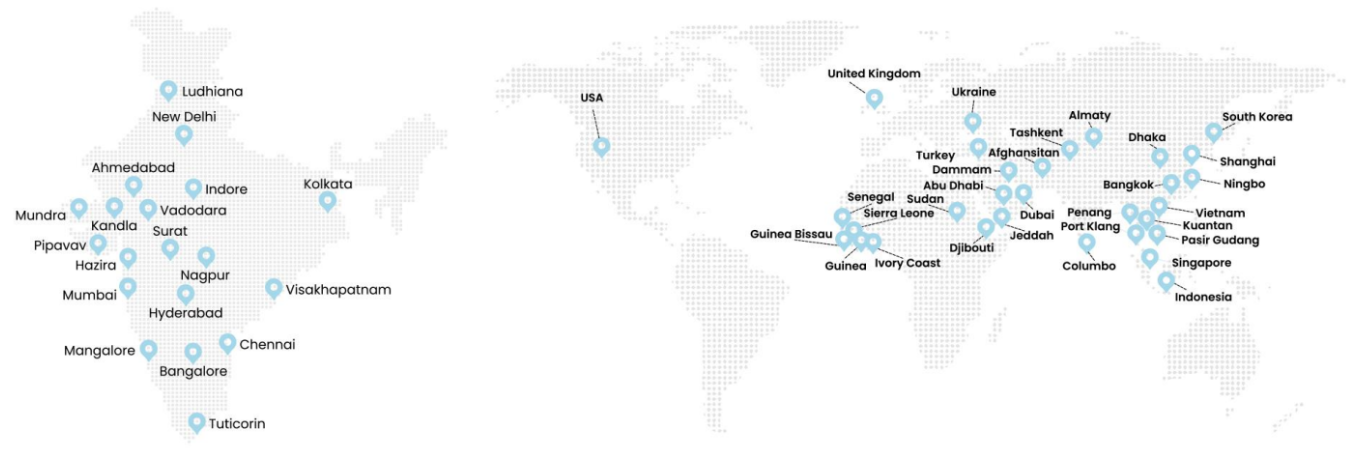 Ludhiana
New Delhi
Ahmedabad
Indore
Kolkata
Mundra
Kandla
Vadodara
Surat
Pipavav
Hazira
Nagpur
Mumbai
Visakhapatnam
Hyderabad
Mangalore
Chennai
Bangalore
Tuticorin
United Kingdom
USA
Ukraine
Almaty
South Korea
Tashkent
Dhaka
Turkey
Afghansitan
Shanghai
Dammam
Abu Dhabi
Bangkok
Ningbo
Senegal
Sudan
Sierra Leone
Dubai
Penang
Vietnam
Port Klang
Kuantan
Guinea Bissau
Jeddah
Pasir Gudang
Djibouti
Guinea
Ivory Coast
Columbo
Singapore
Indonesia